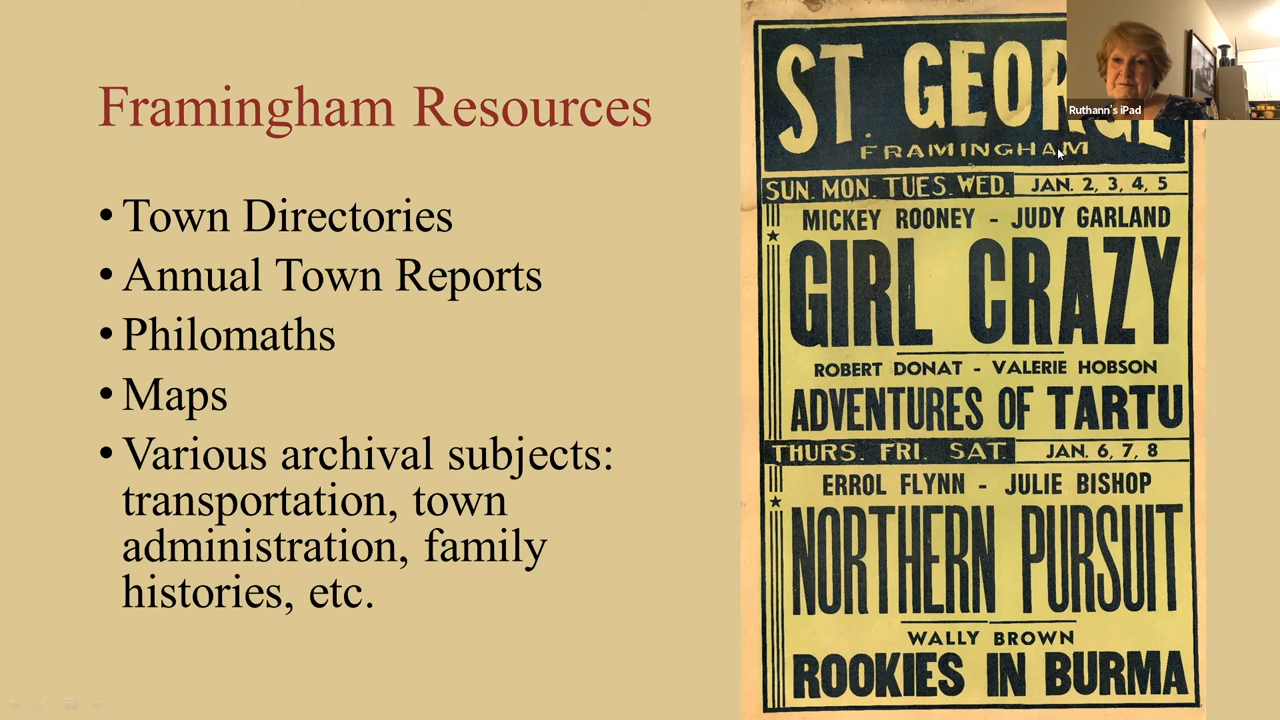 Framingham Resources
• Town Directories
• Annual Town Reports
• Philomaths
• Maps
• Various archival subjects:
transportation, town
administration, family
histories, etc.
ST. GEORGE
FRAMINGHAM
SUN. MON. TUES. WED. JAN. 2, 3, 4, 5
MICKEY ROONEY - JUDY GARLAND
GIRL CRAZY
ROBERT DONAT - VALERIE HOBSON
ADVENTURES OF TARTU
THURS. FRI. SAT. JAN. 6, 7, 8
ERROL FLYNN - JULIE BISHOP
NORTHERN PURSUIT
WALLY BROWN
ROOKIES IN BURMA
Ruthann's iPad